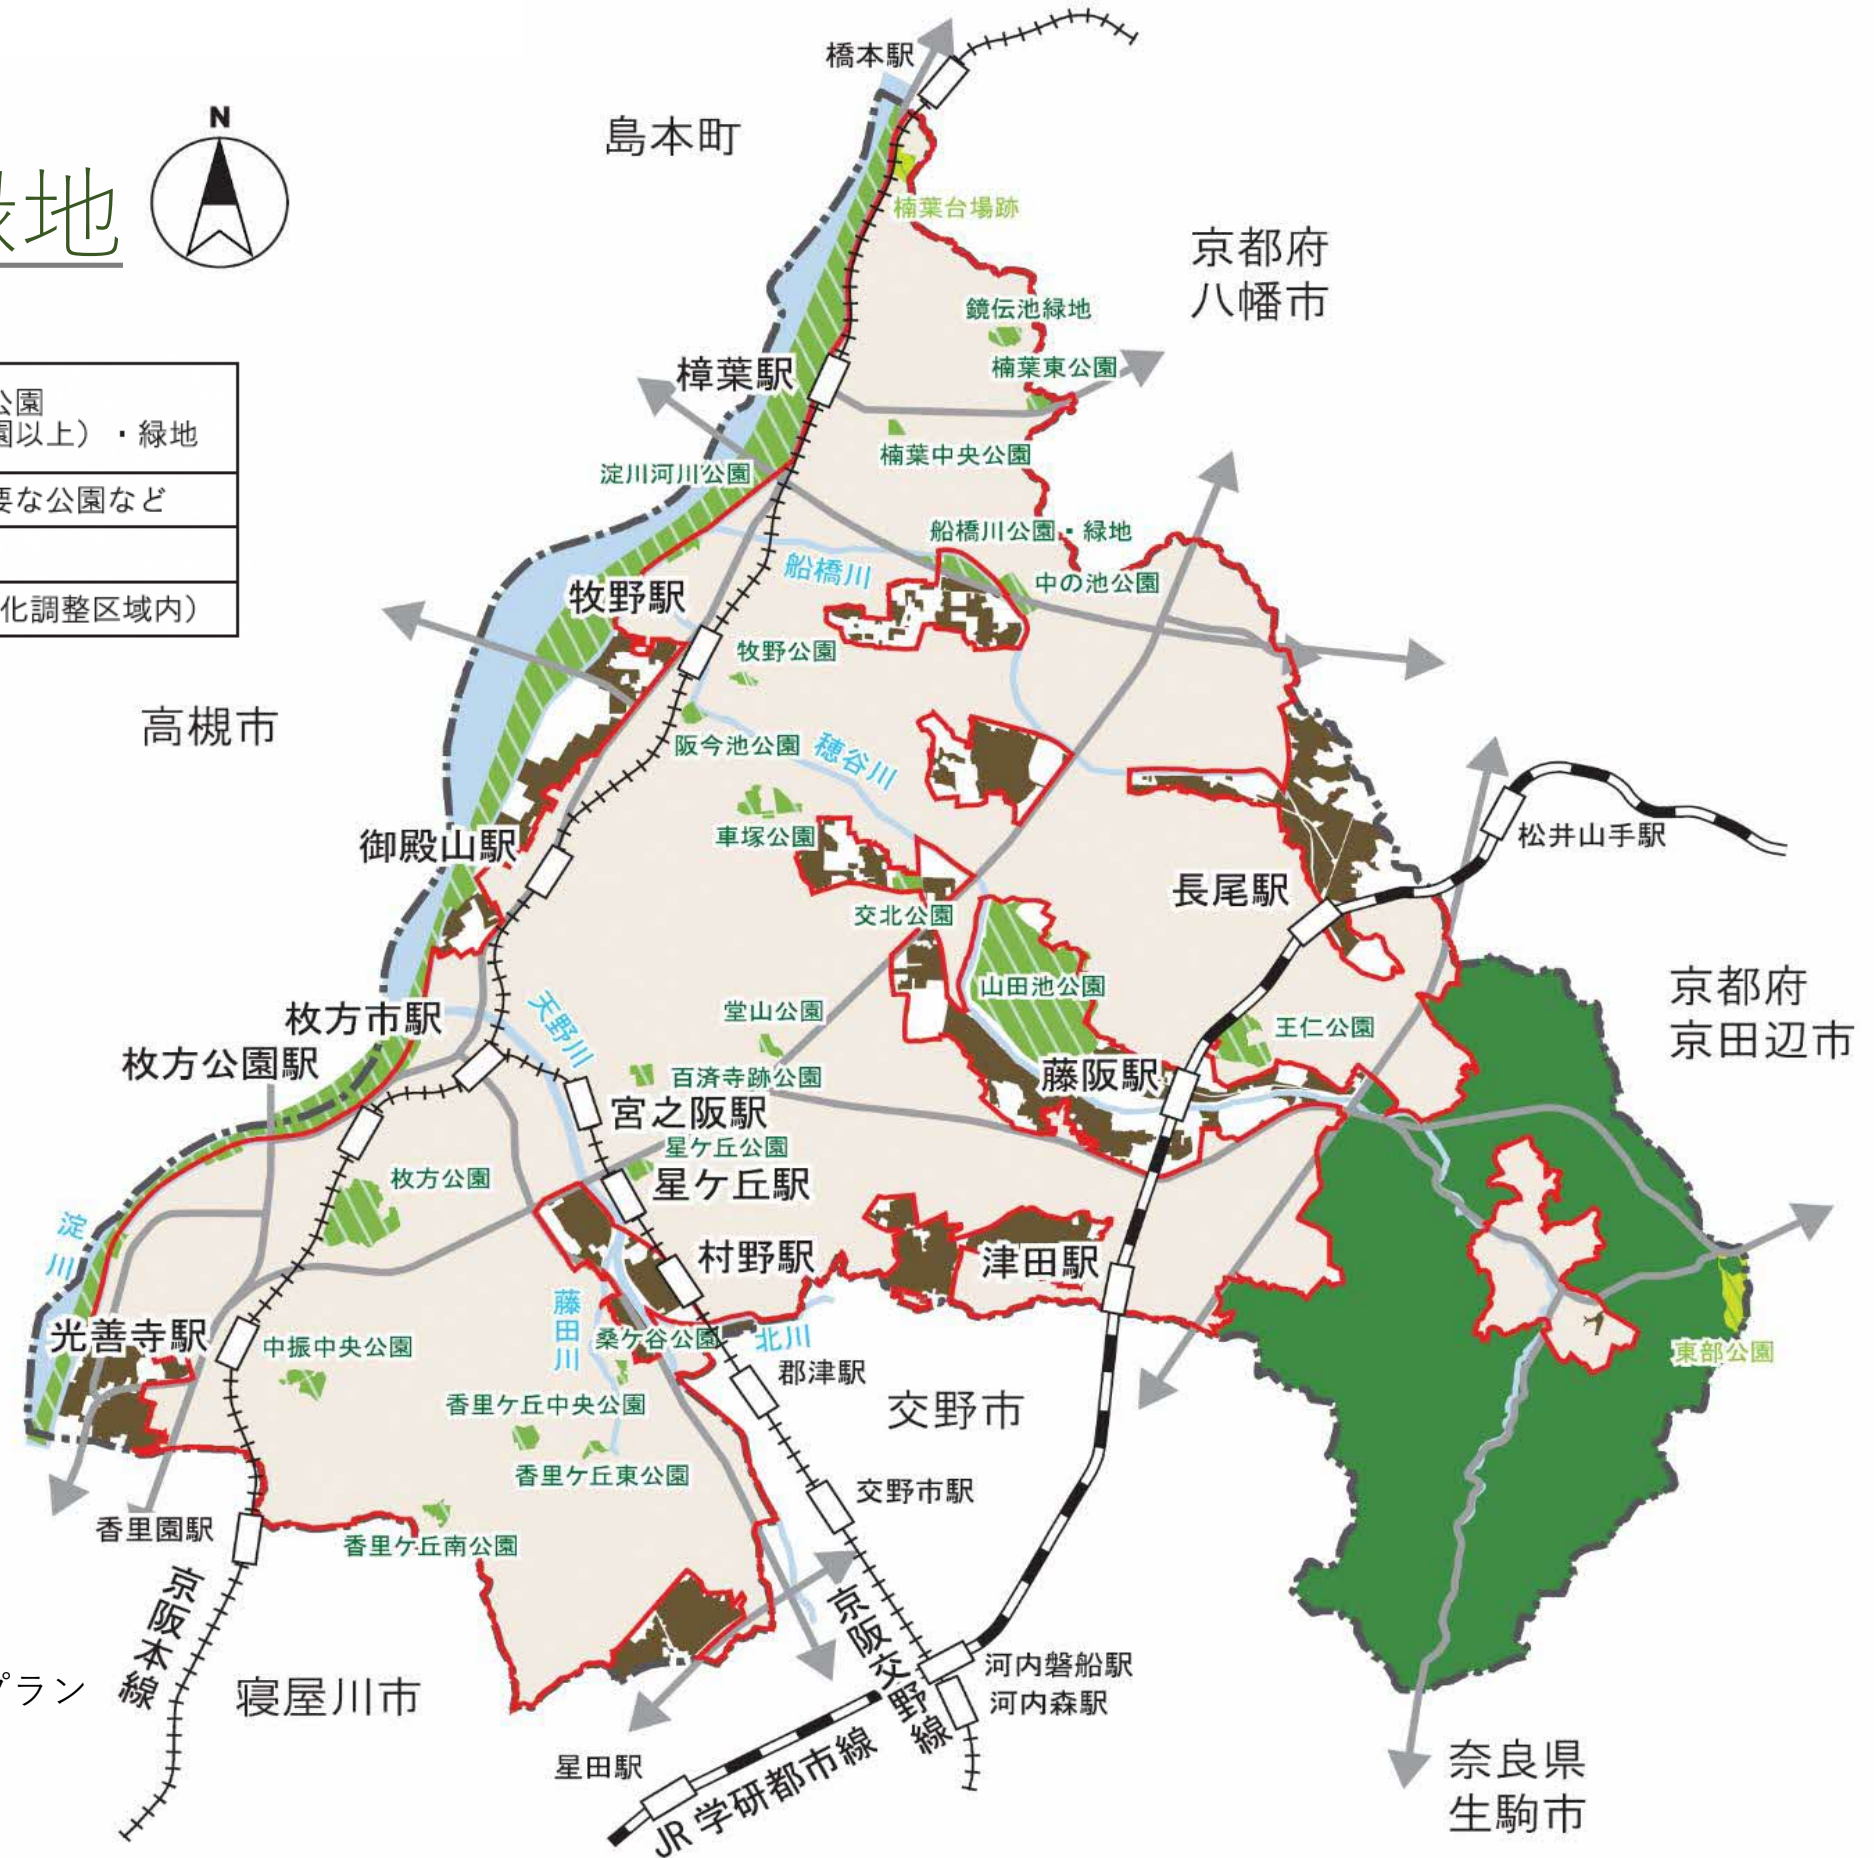 N
緑地
公園
園以上）・緑地
要な公園など
化調整区域内）
橋本駅
島本町
楠葉台場跡
京都府
八幡市
鏡伝池緑地
楠葉東公園
樟葉駅
楠葉中央公園
淀川河川公園
船橋川公園・緑地
船橋川
中の池公園
牧野駅
牧野公園
高槻市
阪今池公園
穂谷川
車塚公園
御殿山駅
松井山手駅
長尾駅
交北公園
山田池公園
京都府
京田辺市
枚方市駅
天野川
堂山公園
王仁公園
枚方公園駅
百済寺跡公園
藤阪駅
宮之阪駅
星ケ丘公園
枚方公園
星ケ丘駅
淀川
村野駅
津田駅
藤田川
光善寺駅
中振中央公園
桑ケ谷公園
北川
東部公園
郡津駅
香里ケ丘中央公園
交野市
香里ケ丘東公園
交野市駅
香里園駅
香里ケ丘南公園
京阪本線
京阪交野線
プラン
寝屋川市
河内磐船駅
河内森駅
星田駅
JR 学研都市線
奈良県
生駒市